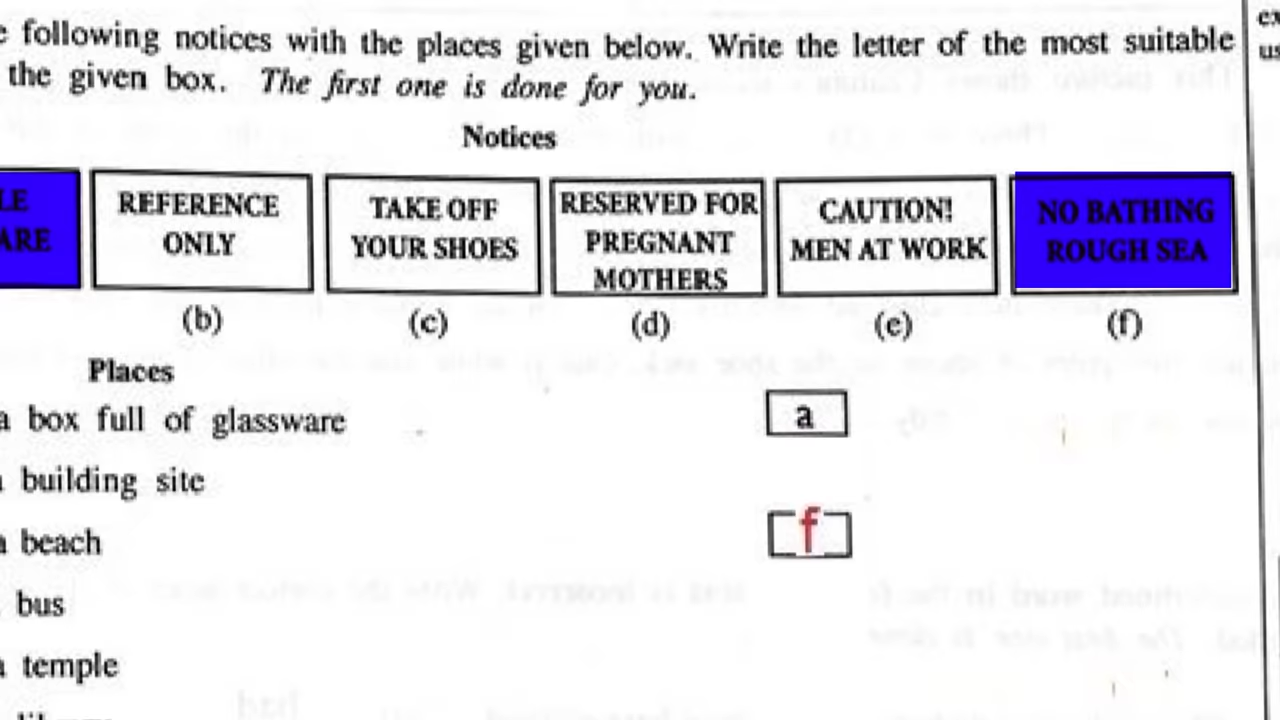 following notices with the places given below. Write the letter of the most suitable
the given box. The first one is done for you.
Notices
REFERENCE
ONLY
(b)
TAKE OFF
YOUR SHOES
(c)
RESERVED FOR
PREGNANT
MOTHERS
(d)
CAUTION!
MEN AT WORK
(e)
NO BATHING
ROUGH SEA
(f)
Places
a box full of glassware
a
building site
beach
f
bus
temple